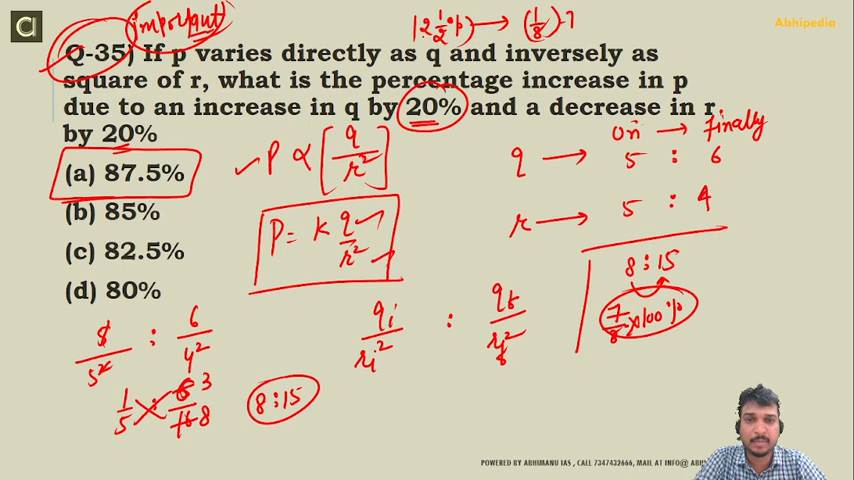 important
12 1/2 % → (1/8)
Abhipedia
Q-35) If p varies directly as q and inversely as
square of r, what is the percentage increase in p
due to an increase in q by 20% and a decrease in r
by 20%
On → Finally
(a) 87.5%
(b) 85%
(c) 82.5%
(d) 80%
P ∝ [q/r²]
P = K q/r²
q → 5 : 6
r → 5 : 4
8 : 15
7/8 × 100 %
qi/ri² : qf/rf²
5/5² : 6/4²
1/5 : 6 3/16 8
8 : 15
POWERED BY ABHIMANU IAS , CALL 7347432666, MAIL AT INFO@ ABH